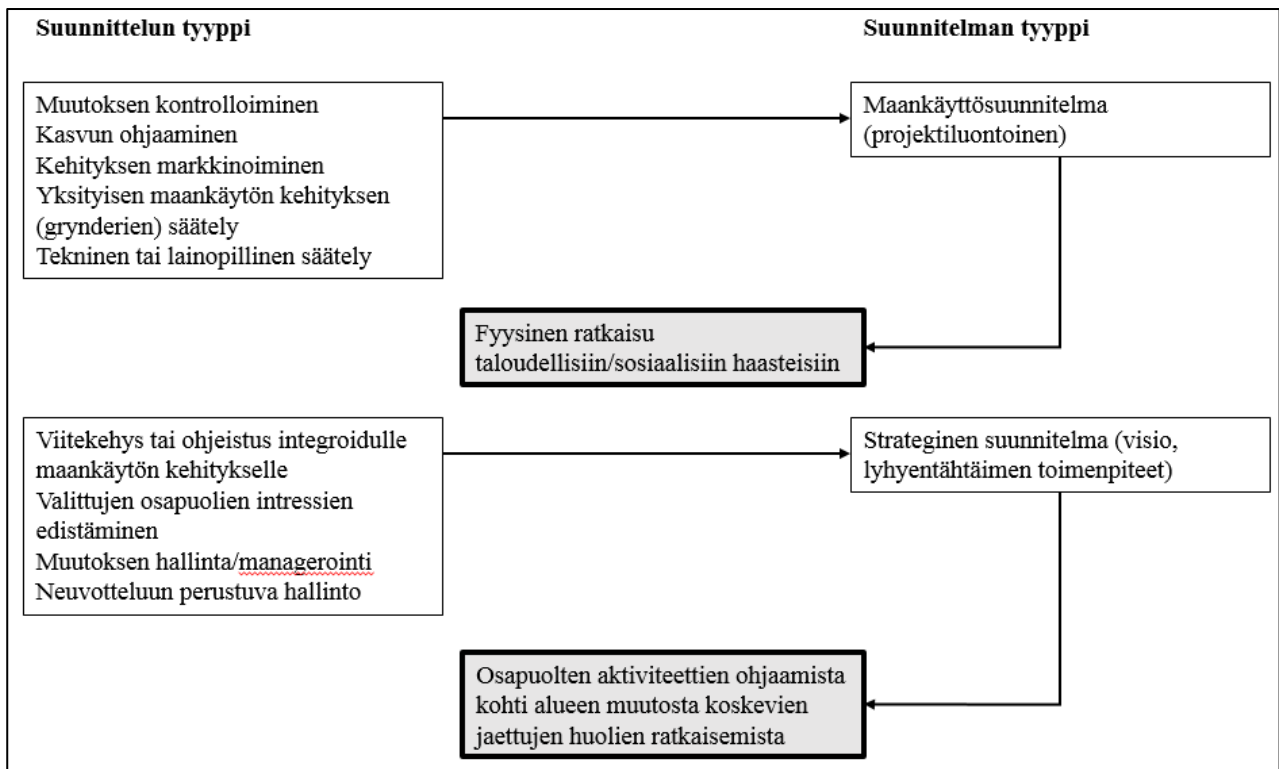 Suunnittelun tyyppi
Suunnitelman tyyppi
Muutoksen kontrolloiminen
Kasvun ohjaaminen
Kehityksen markkinoiminen
Yksityisen maankäytön kehityksen
(grynderien) säätely
Tekninen tai lainopillinen säätely
Maankäyttösuunnitelma
(projektiluontoinen)
Fyysinen ratkaisu
taloudellisiin/sosiaalisiin haasteisiin
Viitekehys tai ohjeistus integroidulle
maankäytön kehitykselle
Valittujen osapuolien intressien
edistäminen
Muutoksen hallinta/managerointi
Neuvotteluun perustuva hallinto
Strateginen suunnitelma (visio,
lyhyentähtäimen toimenpiteet)
Osapuolten aktiviteettien ohjaamista
kohti alueen muutosta koskevien
jaettujen huolien ratkaisemista